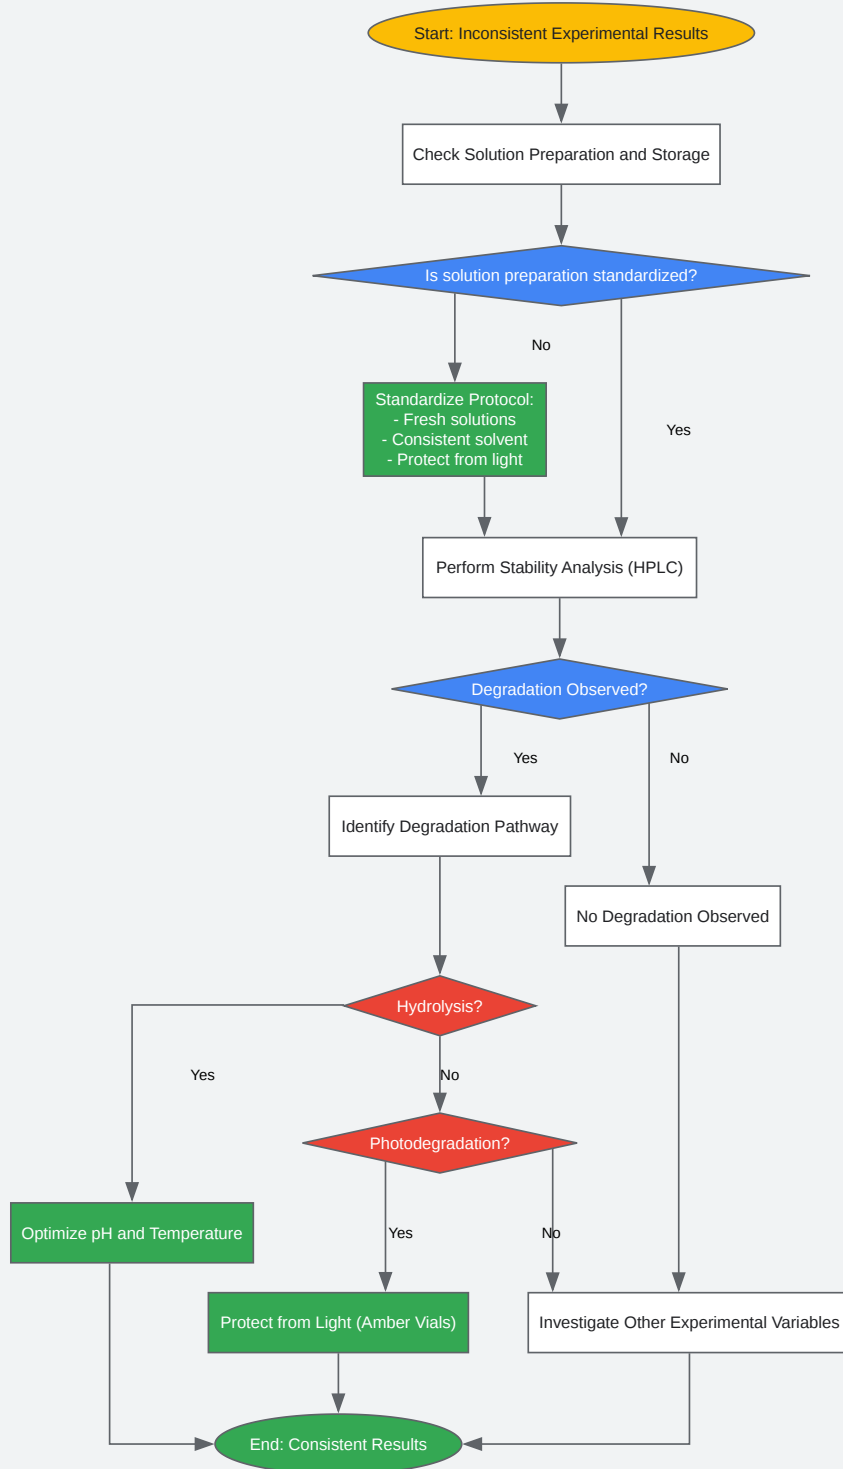 Start: Inconsistent Experimental Results
Check Solution Preparation and Storage
Is solution preparation standardized?
No
Standardize Protocol:
- Fresh solutions
- Consistent solvent
- Protect from light
Yes
Perform Stability Analysis (HPLC)
Degradation Observed?
Yes
No
Identify Degradation Pathway
No Degradation Observed
Hydrolysis?
Yes
No
Photodegradation?
Optimize pH and Temperature
Yes
No
Protect from Light (Amber Vials)
Investigate Other Experimental Variables
End: Consistent Results